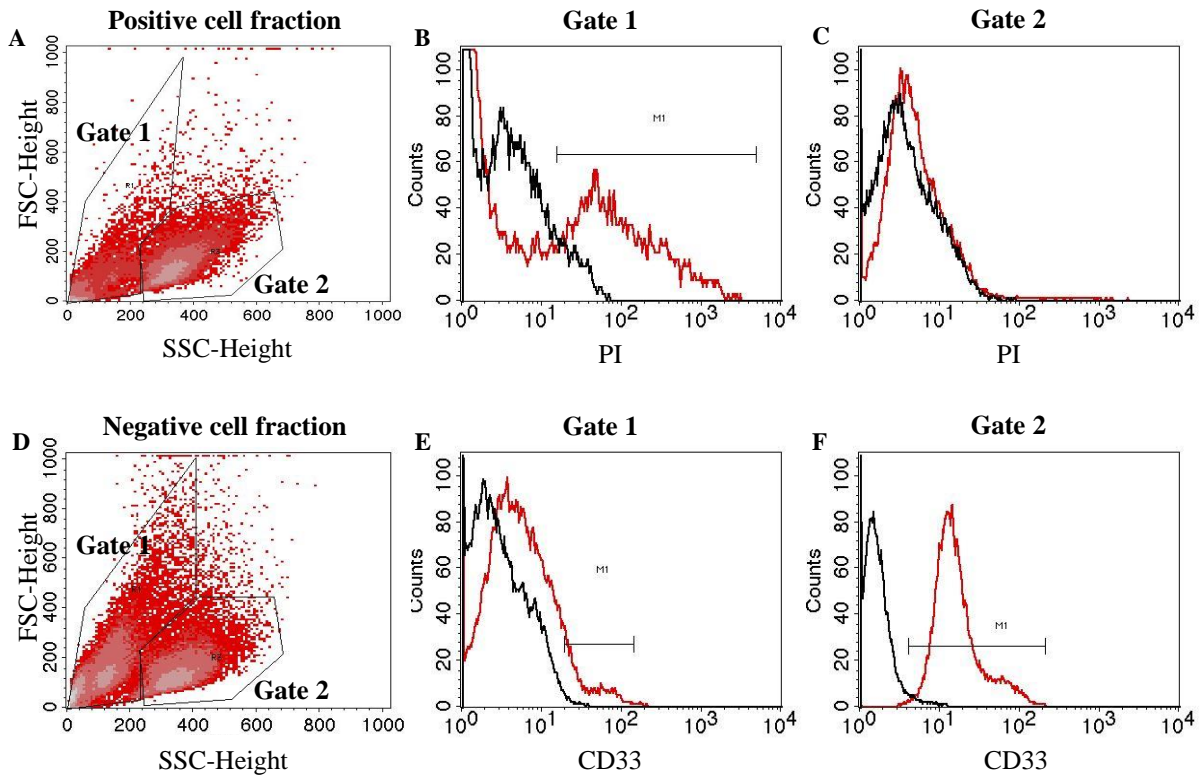 A
Positive cell fraction
FSC-Height
1000
800
600
400
200
0
Gate 1
R1
R2
Gate 2
0 200 400 600 800 1000
SSC-Height
B
Gate 1
Counts
100
80
60
40
20
0
M1
10^0 10^1 10^2 10^3 10^4
PI
C
Gate 2
Counts
100
80
60
40
20
0
10^0 10^1 10^2 10^3 10^4
PI
D
Negative cell fraction
FSC-Height
1000
800
600
400
200
0
Gate 1
R1
R2
Gate 2
0 200 400 600 800 1000
SSC-Height
E
Gate 1
Counts
100
80
60
40
20
0
M1
10^0 10^1 10^2 10^3 10^4
CD33
F
Gate 2
Counts
100
80
60
40
20
0
M1
10^0 10^1 10^2 10^3 10^4
CD33